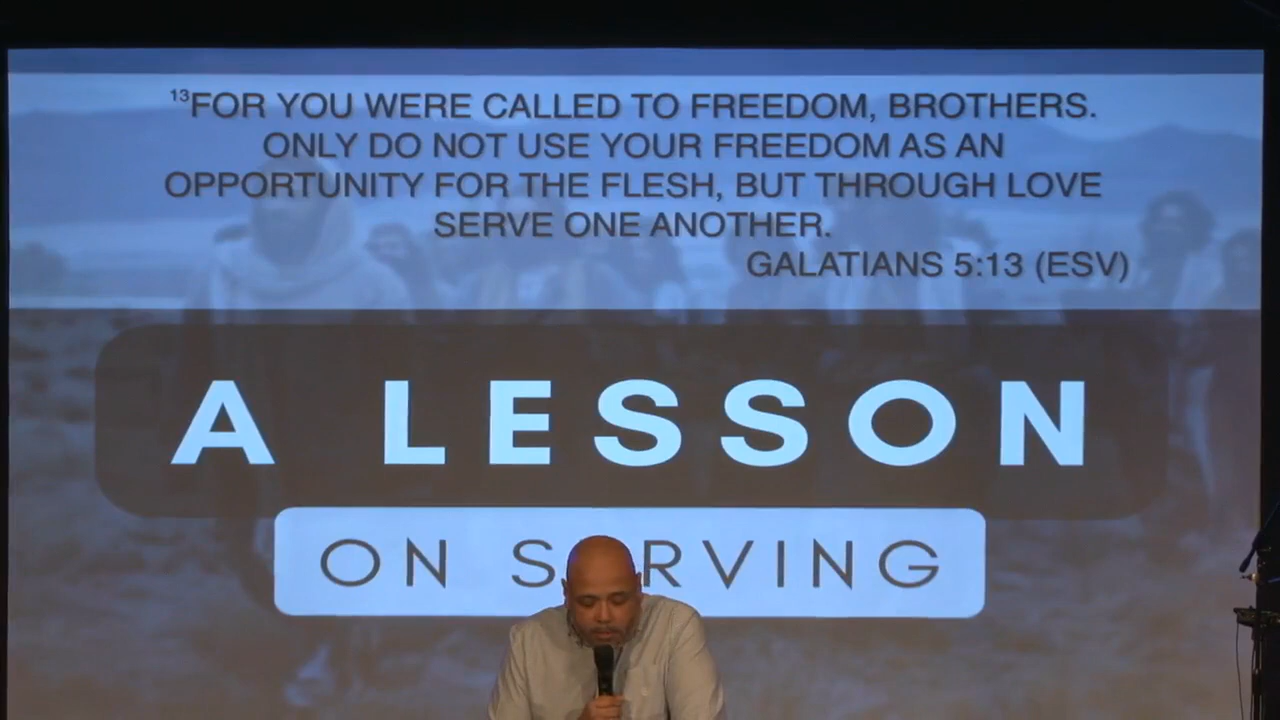 ¹³FOR YOU WERE CALLED TO FREEDOM, BROTHERS.
ONLY DO NOT USE YOUR FREEDOM AS AN
OPPORTUNITY FOR THE FLESH, BUT THROUGH LOVE
SERVE ONE ANOTHER.
GALATIANS 5:13 (ESV)
A LESSON
ON SERVING